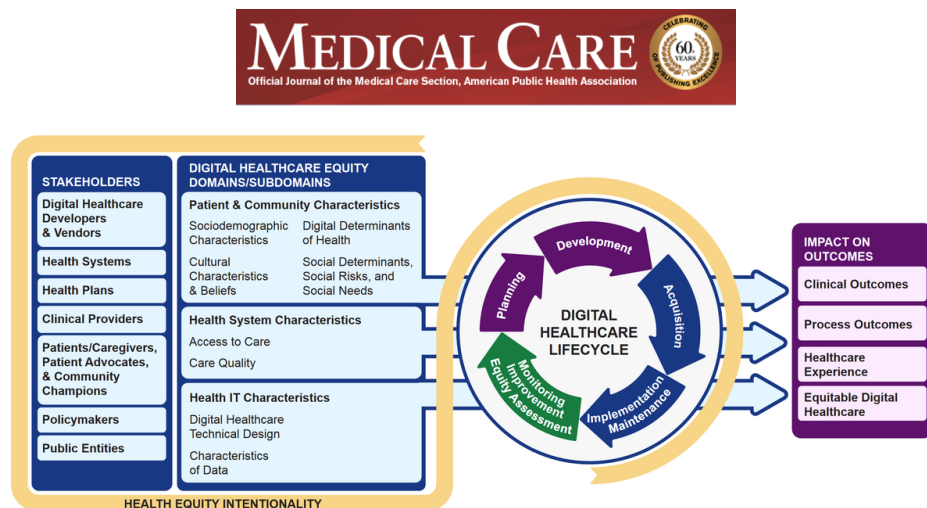 MEDICAL CARE
Official Journal of the Medical Care Section, American Public Health Association
CELEBRATING
60
YEARS
OF PUBLISHING EXCELLENCE
STAKEHOLDERS
Digital Healthcare
Developers
& Vendors
Health Systems
Health Plans
Clinical Providers
Patients/Caregivers,
Patient Advocates,
& Community
Champions
Policymakers
Public Entities
DIGITAL HEALTHCARE EQUITY
DOMAINS/SUBDOMAINS
Patient & Community Characteristics
Sociodemographic
Characteristics
Cultural
Characteristics
& Beliefs
Digital Determinants
of Health
Social Determinants,
Social Risks, and
Social Needs
Health System Characteristics
Access to Care
Care Quality
Health IT Characteristics
Digital Healthcare
Technical Design
Characteristics
of Data
HEALTH EQUITY INTENTIONALITY
DIGITAL
HEALTHCARE
LIFECYCLE
Planning
Development
Acquisition
Implementation
Maintenance
Monitoring
Improvement
Equity Assessment
IMPACT ON
OUTCOMES
Clinical Outcomes
Process Outcomes
Healthcare
Experience
Equitable Digital
Healthcare